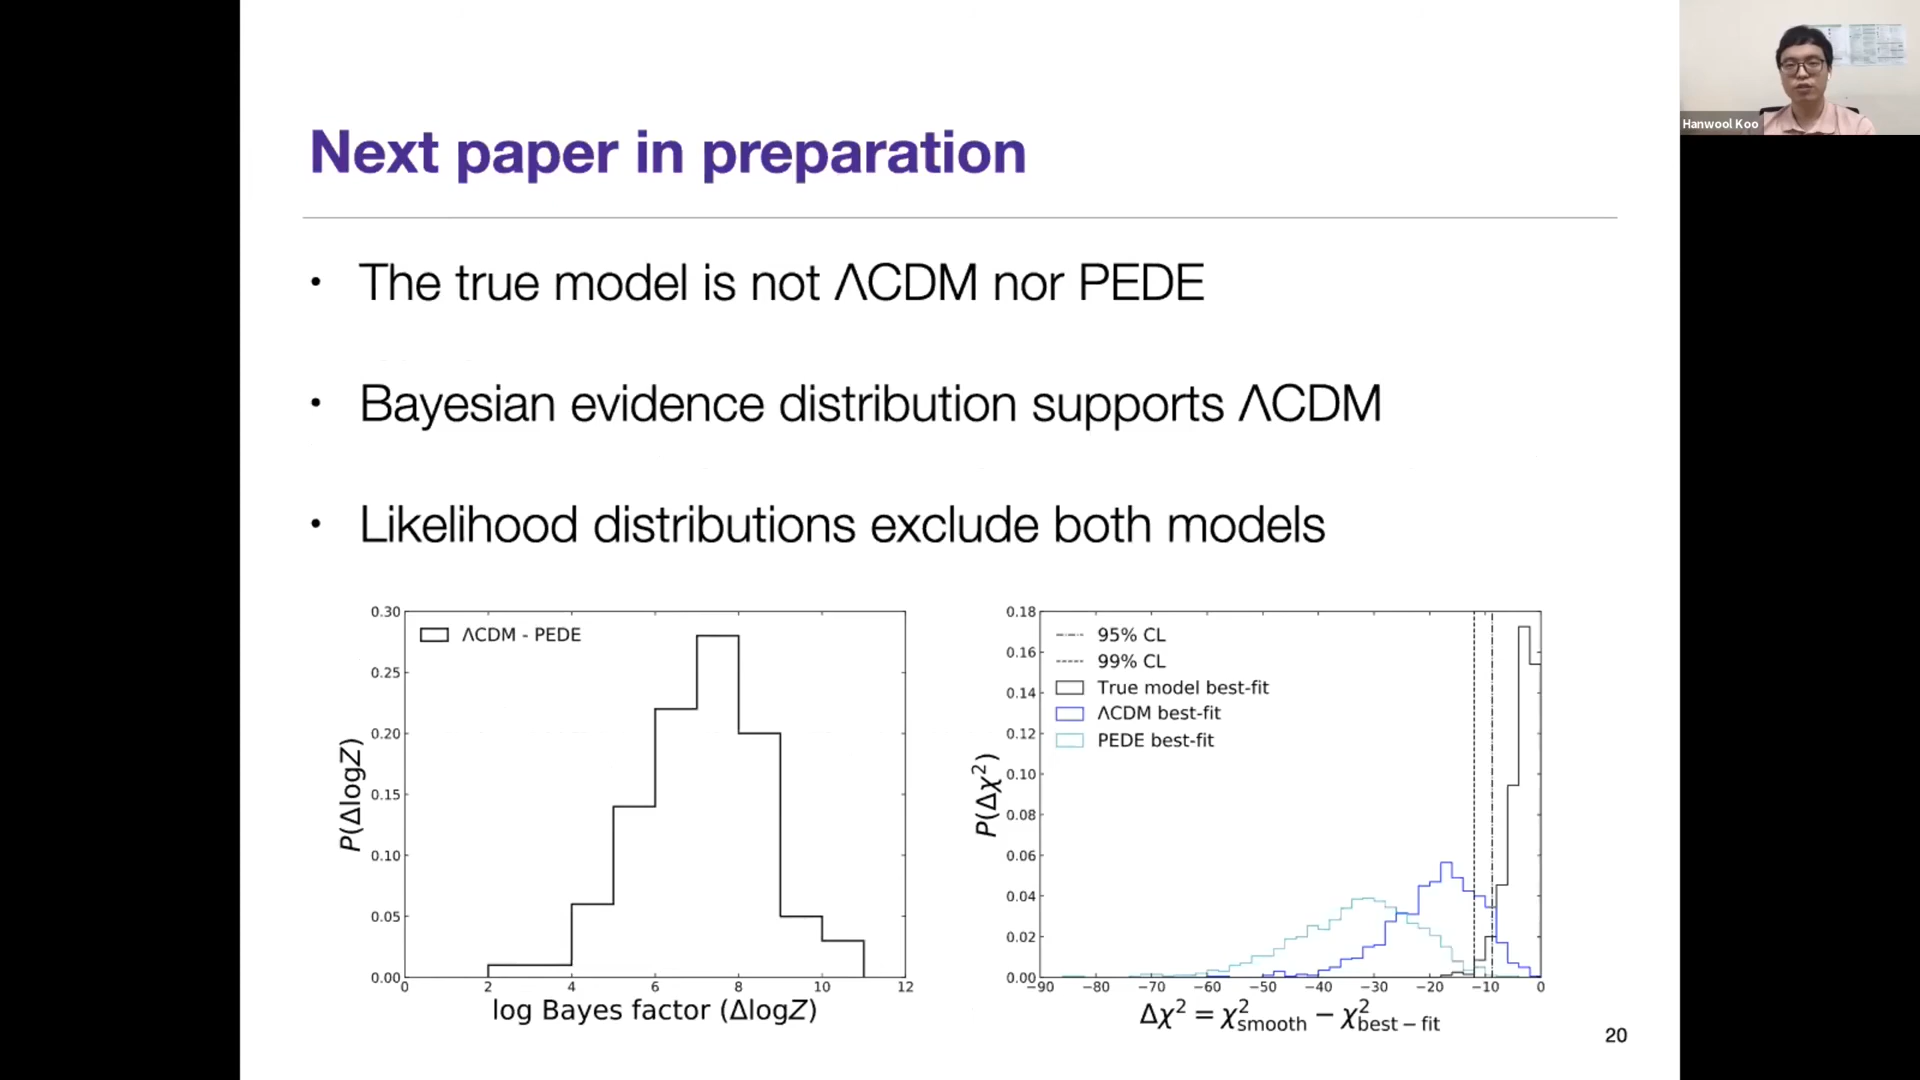 Hanwool Koo
Next paper in preparation
• The true model is not ΛCDM nor PEDE
• Bayesian evidence distribution supports ΛCDM
• Likelihood distributions exclude both models
0.30
0.25
0.20
0.15
0.10
0.05
0.00
P(ΔlogZ)
ΛCDM - PEDE
0 2 4 6 8 10 12
log Bayes factor (ΔlogZ)
0.18
0.16
0.14
0.12
0.10
0.08
0.06
0.04
0.02
0.00
P(Δχ²)
95% CL
99% CL
True model best-fit
ΛCDM best-fit
PEDE best-fit
−90 −80 −70 −60 −50 −40 −30 −20 −10 0
Δχ² = χ²smooth − χ²best − fit
20